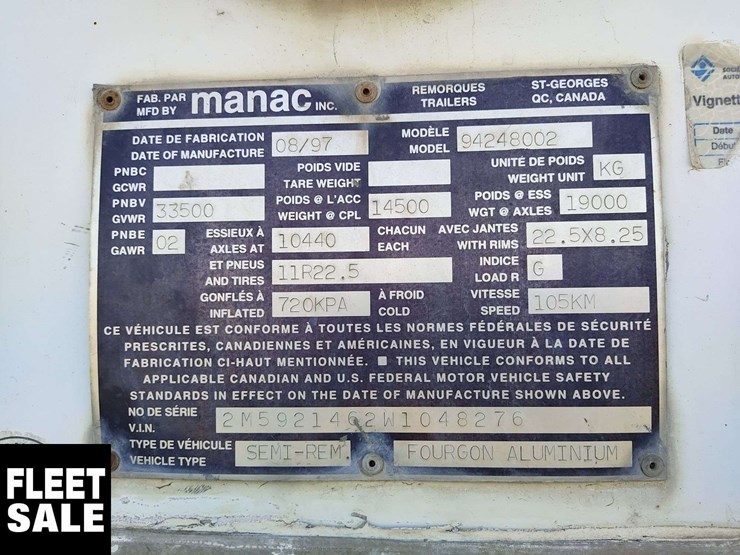 FAB. PAR
MFD BY
manac INC.
REMORQUES
TRAILERS
ST-GEORGES
QC, CANADA
DATE DE FABRICATION
DATE OF MANUFACTURE
08/97
MODÈLE
MODEL
94248002
PNBC
GCWR
POIDS VIDE
TARE WEIGHT
UNITÉ DE POIDS
WEIGHT UNIT
KG
PNBV
GVWR
33500
POIDS @ L'ACC
WEIGHT @ CPL
14500
POIDS @ ESS
WGT @ AXLES
19000
PNBE
GAWR
02
ESSIEUX À
AXLES AT
10440
CHACUN
EACH
AVEC JANTES
WITH RIMS
22.5X8.25
ET PNEUS
AND TIRES
11R22.5
INDICE
LOAD R
G
GONFLÉS À
INFLATED
720KPA
À FROID
COLD
VITESSE
SPEED
105KM
CE VÉHICULE EST CONFORME À TOUTES LES NORMES FÉDÉRALES DE SÉCURITÉ
PRESCRITES, CANADIENNES ET AMÉRICAINES, EN VIGUEUR À LA DATE DE
FABRICATION CI-HAUT MENTIONNÉE. ■ THIS VEHICLE CONFORMS TO ALL
APPLICABLE CANADIAN AND U.S. FEDERAL MOTOR VEHICLE SAFETY
STANDARDS IN EFFECT ON THE DATE OF MANUFACTURE SHOWN ABOVE.
NO DE SÉRIE
V.I.N.
2M5921462W1048276
TYPE DE VÉHICULE
VEHICLE TYPE
SEMI-REM.
FOURGON ALUMINIUM
SOCIÉ
AUTO
Vignett
Date
Débu
FLEET
SALE